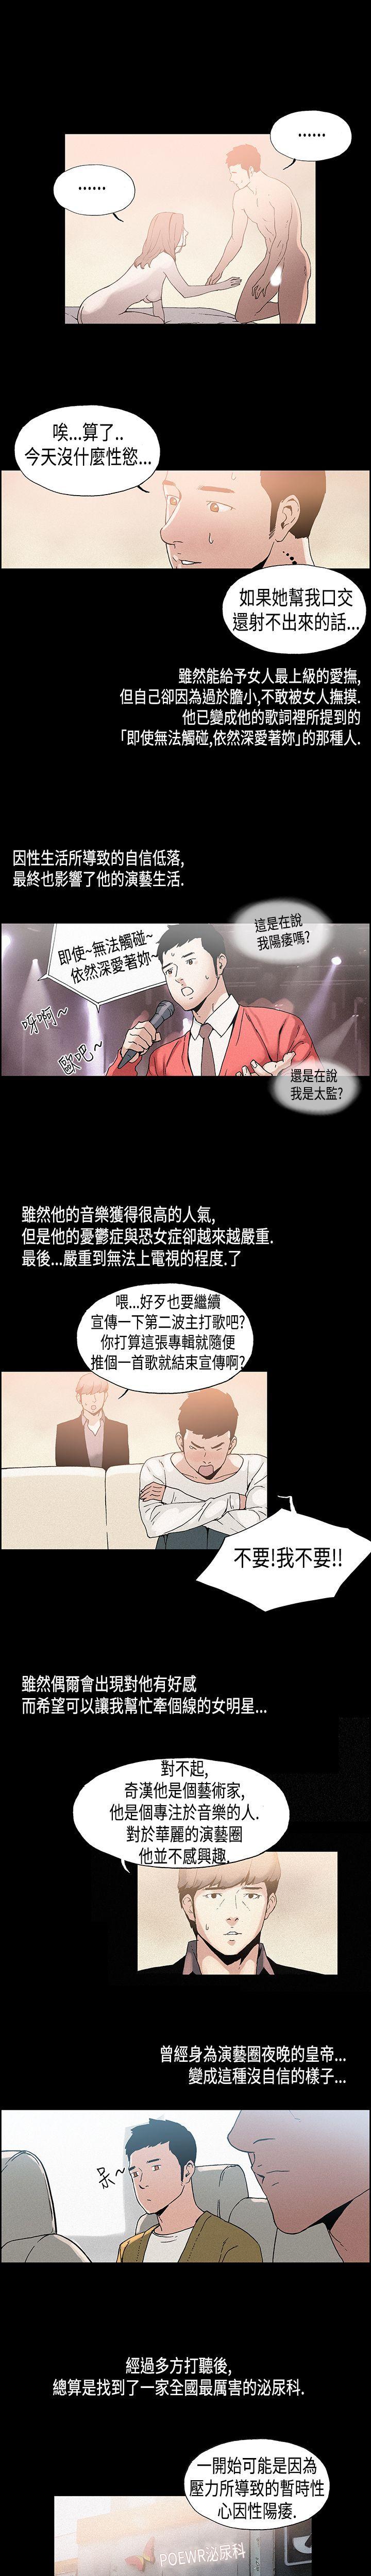 ......
......
唉...算了..
今天沒什麼性慾...
如果她幫我口交
還射不出來的話...
雖然能給予女人最上級的愛撫,
但自己卻因為過於膽小,不敢被女人撫摸.
他已變成他的歌詞裡所提到的
「即使無法觸碰,依然深愛著妳」的那種人.
因性生活所導致的自信低落,
最終也影響了他的演藝生活.
這是在說
我陽痿嗎?
即使~無法觸碰~
依然深愛著妳~
呀啊~
歐吧~
還是在說
我是太監?
雖然他的音樂獲得很高的人氣,
但是他的憂鬱症與恐女症卻越來越嚴重.
最後...嚴重到無法上電視的程度.了
喂...好歹也要繼續
宣傳一下第二波主打歌吧?
你打算這張專輯就隨便
推個一首歌就結束宣傳啊?
不要!我不要!!
雖然偶爾會出現對他有好感
而希望可以讓我幫忙牽個線的女明星...
對不起,
奇漢他是個藝術家,
他是個專注於音樂的人.
對於華麗的演藝圈
他並不感興趣.
曾經身為演藝圈夜晚的皇帝...
變成這種沒自信的樣子...
呆~
經過多方打聽後,
總算是找到了一家全國最厲害的泌尿科.
一開始可能是因為
壓力所導致的暫時性
心因性陽痿.
POEWR泌尿科